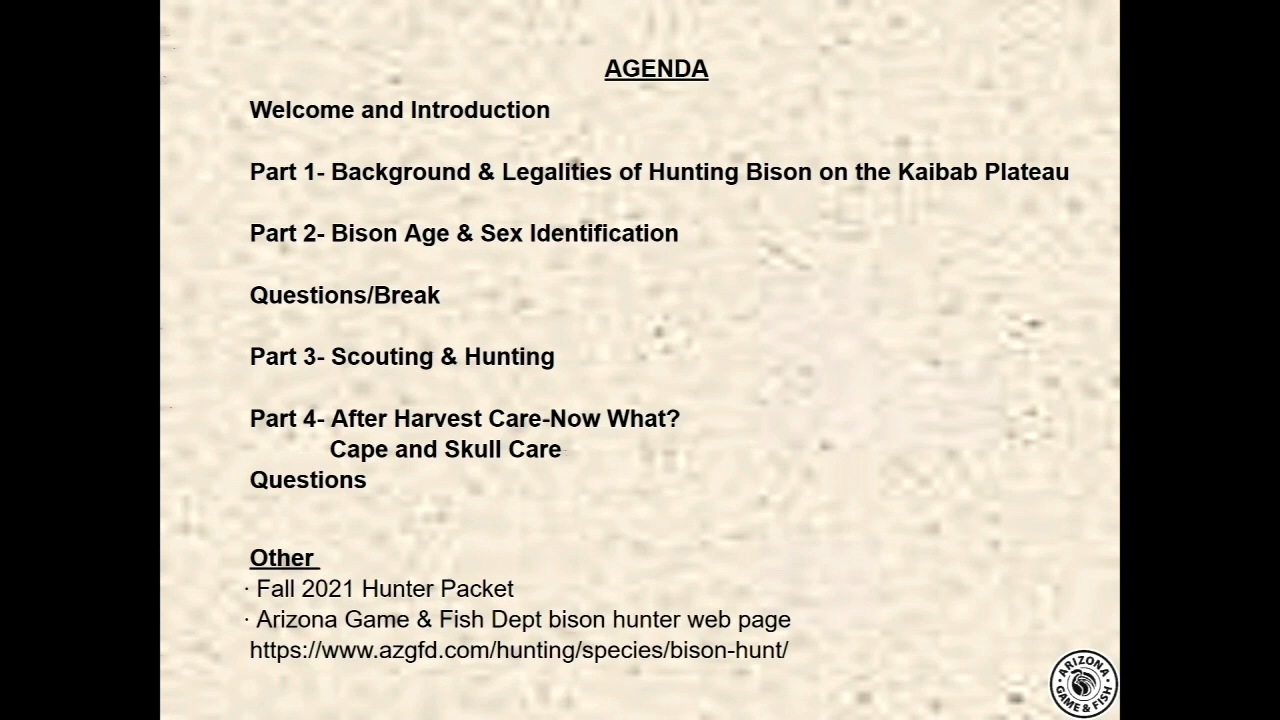 AGENDA
Welcome and Introduction
Part 1- Background & Legalities of Hunting Bison on the Kaibab Plateau
Part 2- Bison Age & Sex Identification
Questions/Break
Part 3- Scouting & Hunting
Part 4- After Harvest Care-Now What?
Cape and Skull Care
Questions
Other
· Fall 2021 Hunter Packet
· Arizona Game & Fish Dept bison hunter web page
https://www.azgfd.com/hunting/species/bison-hunt/
ARIZONA
GAME & FISH